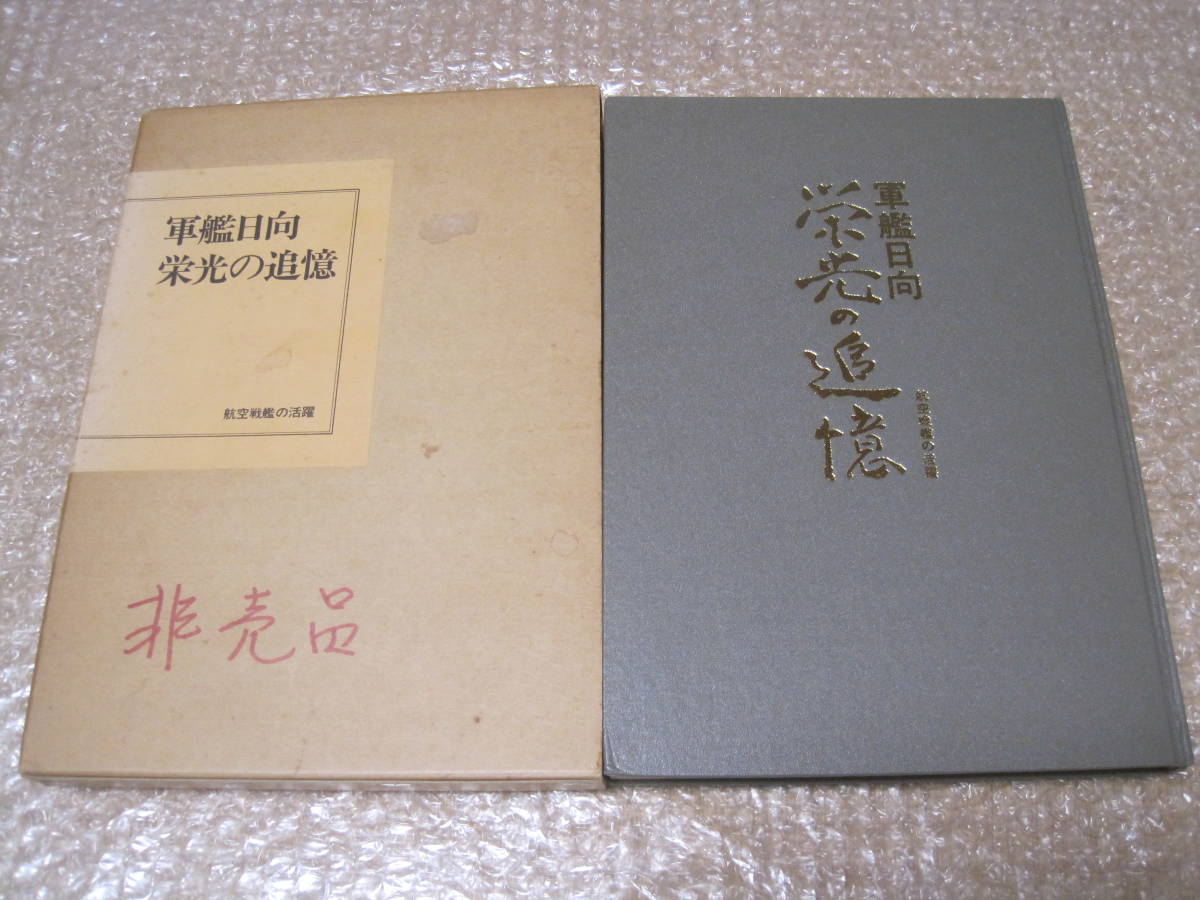 軍艦日向
栄光の追憶
航空戦艦の活躍
非売品
軍艦日向
栄光の追憶
航空戦艦の活躍